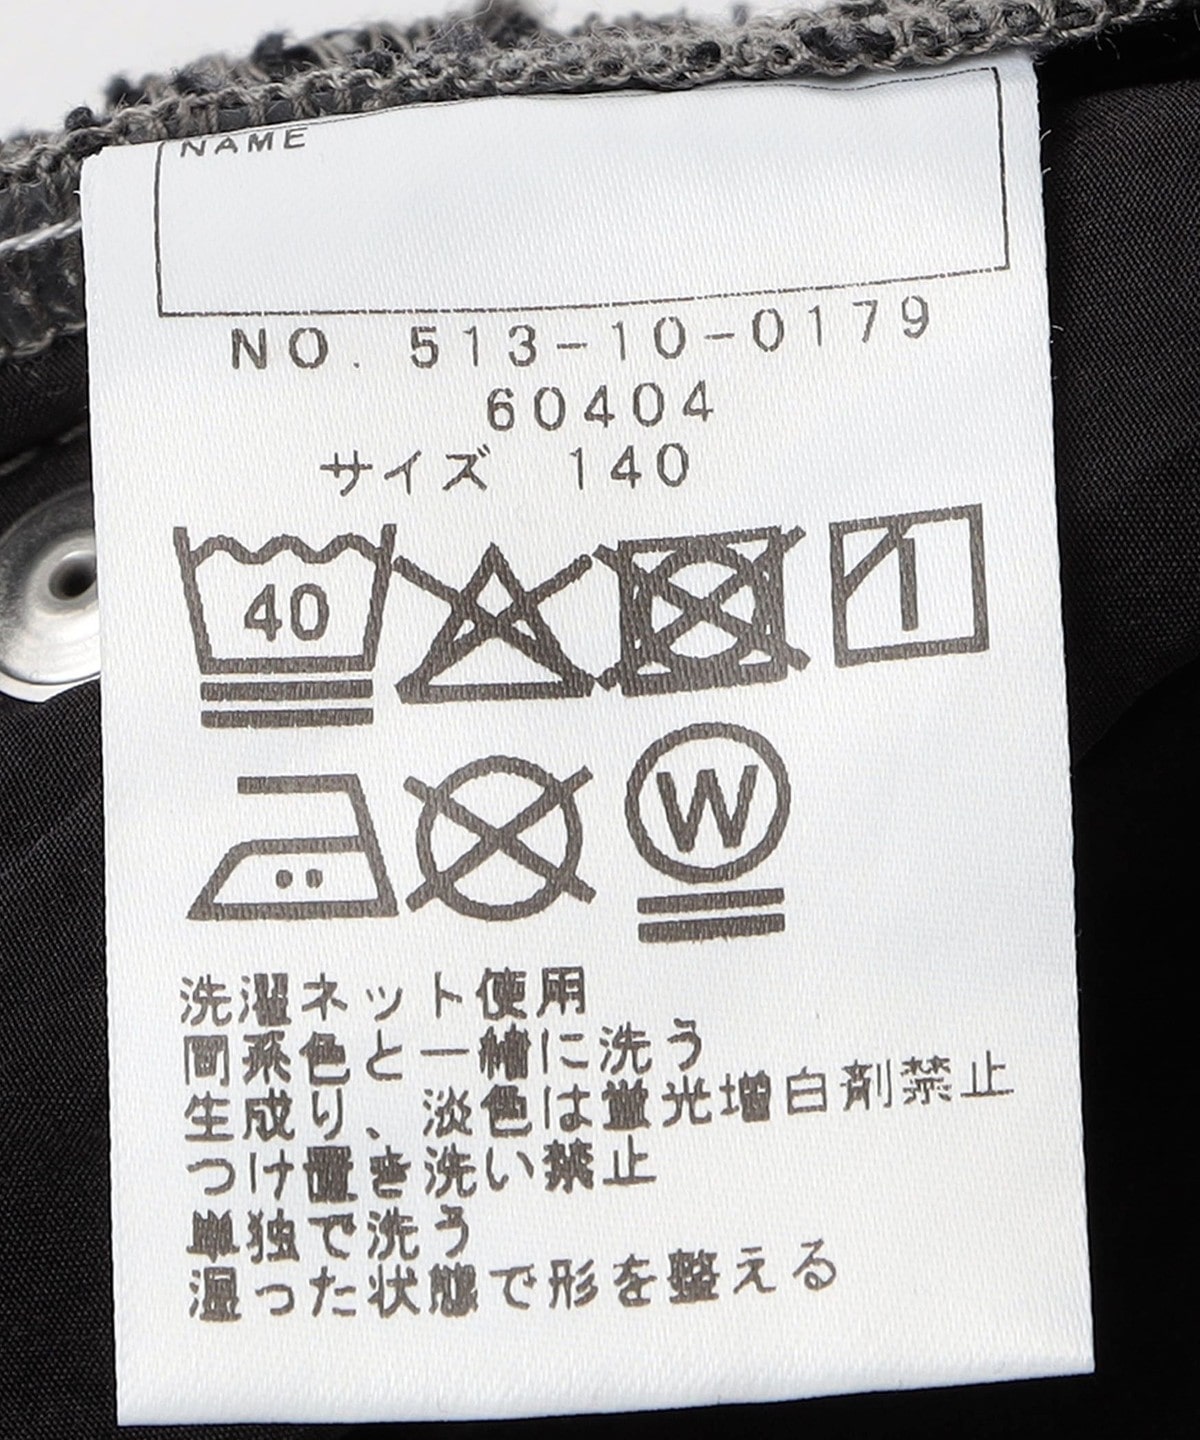 NAME
NO. 513-10-0179
60404
サイズ 140
40
W
洗濯ネット使用
同系色と一緒に洗う
生成り、淡色は蛍光増白剤禁止
つけ置き洗い禁止
単独で洗う
湿った状態で形を整える